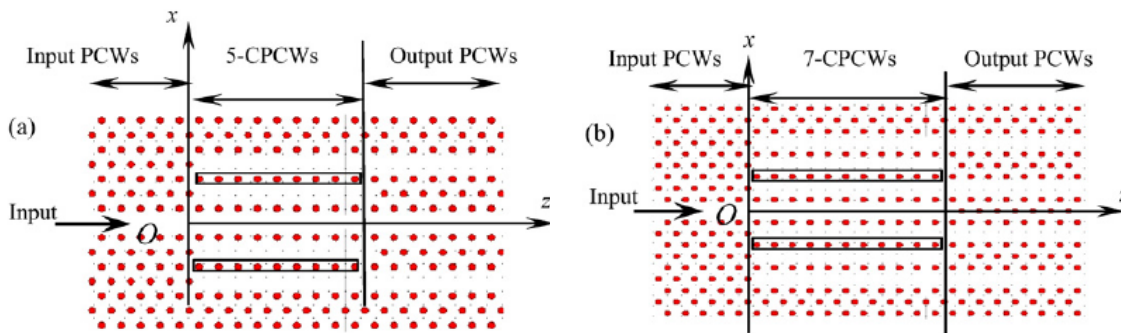 x
Input PCWs
5-CPCWs
Output PCWs
(a)
Input
O
z
x
Input PCWs
7-CPCWs
Output PCWs
(b)
Input
O
z